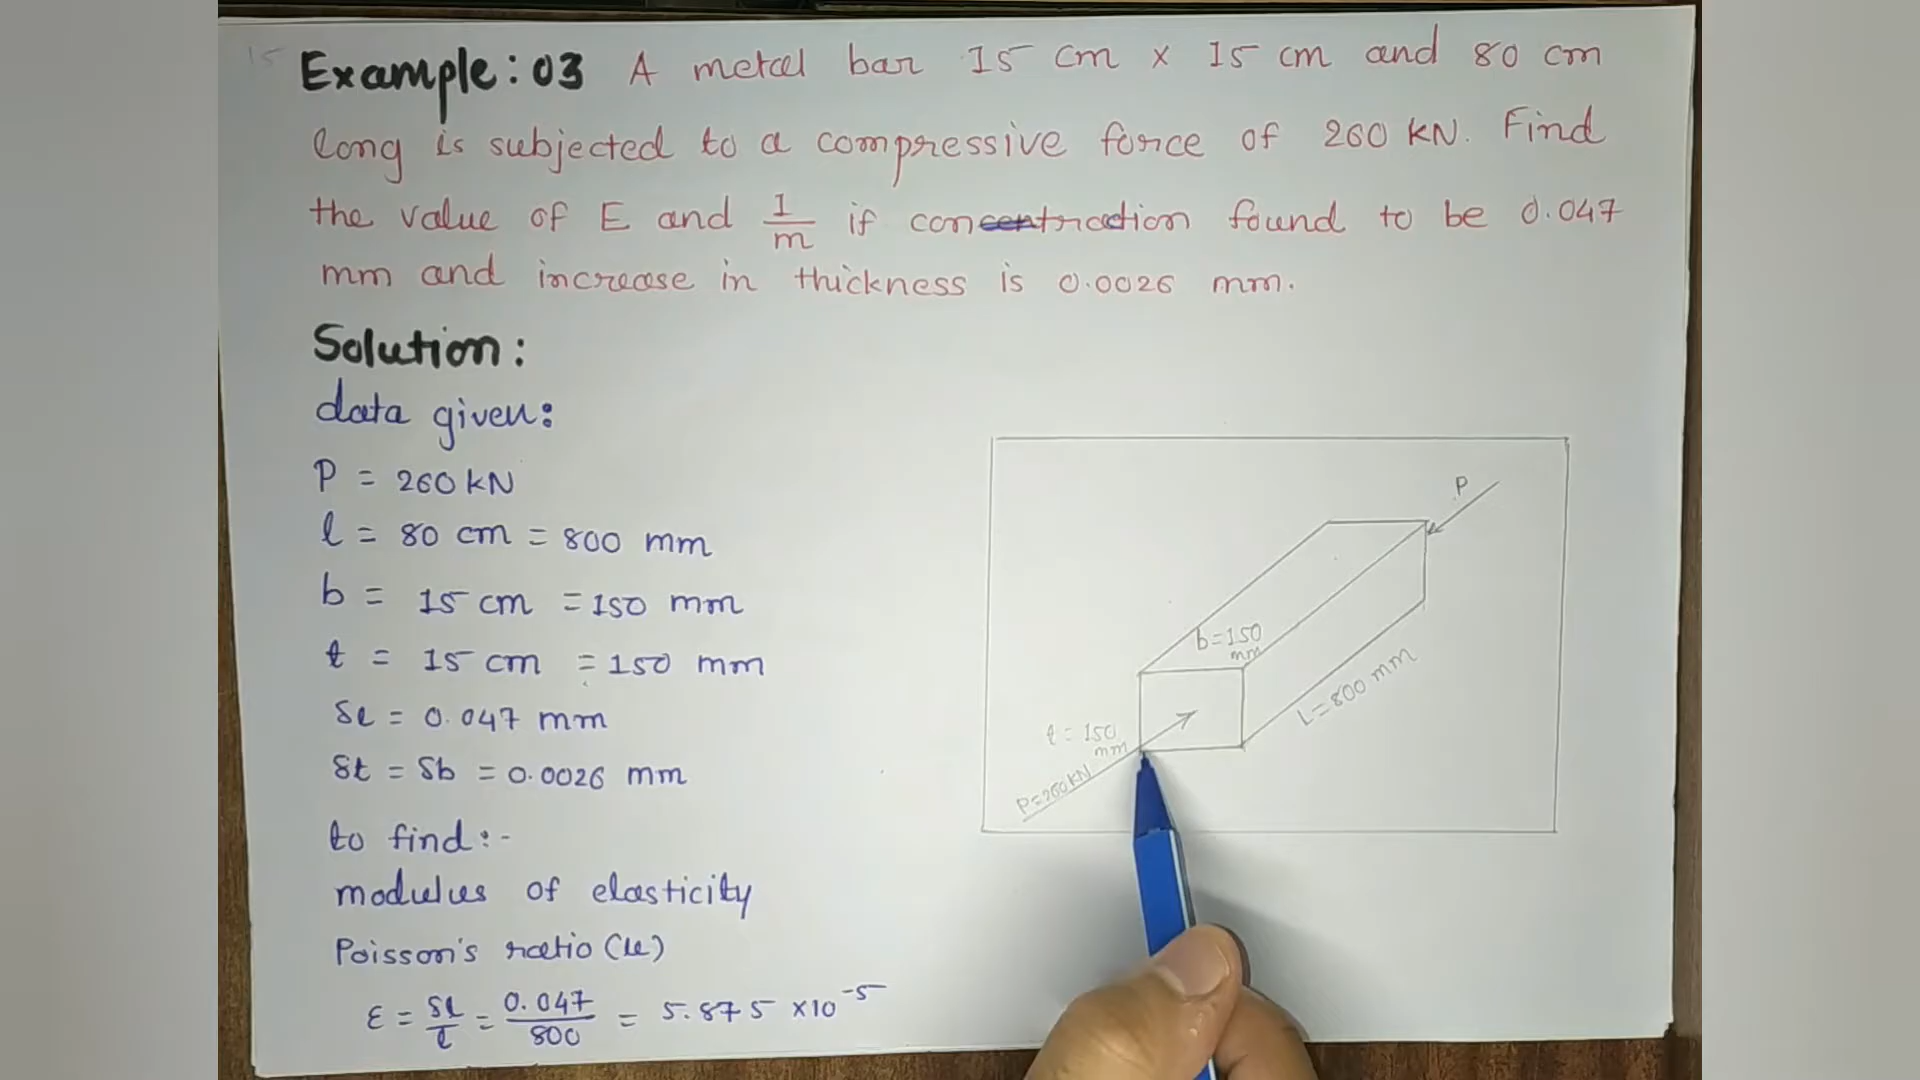 Example: 03 A metal bar 15 cm x 15 cm and 80 cm
long is subjected to a compressive force of 260 kN. Find
the value of E and 1/m if contraction found to be 0.047
mm and increase in thickness is 0.0026 mm.
Solution:
data given:
P = 260 kN
l = 80 cm = 800 mm
b = 15 cm = 150 mm
t = 15 cm = 150 mm
δl = 0.047 mm
δt = δb = 0.0026 mm
to find:-
modulus of elasticity
Poisson's ratio (μ)
ε = δl/l = 0.047/800 = 5.875 x 10⁻⁵
P
b = 150
mm
L = 800 mm
t = 150
mm
P = 260 kN